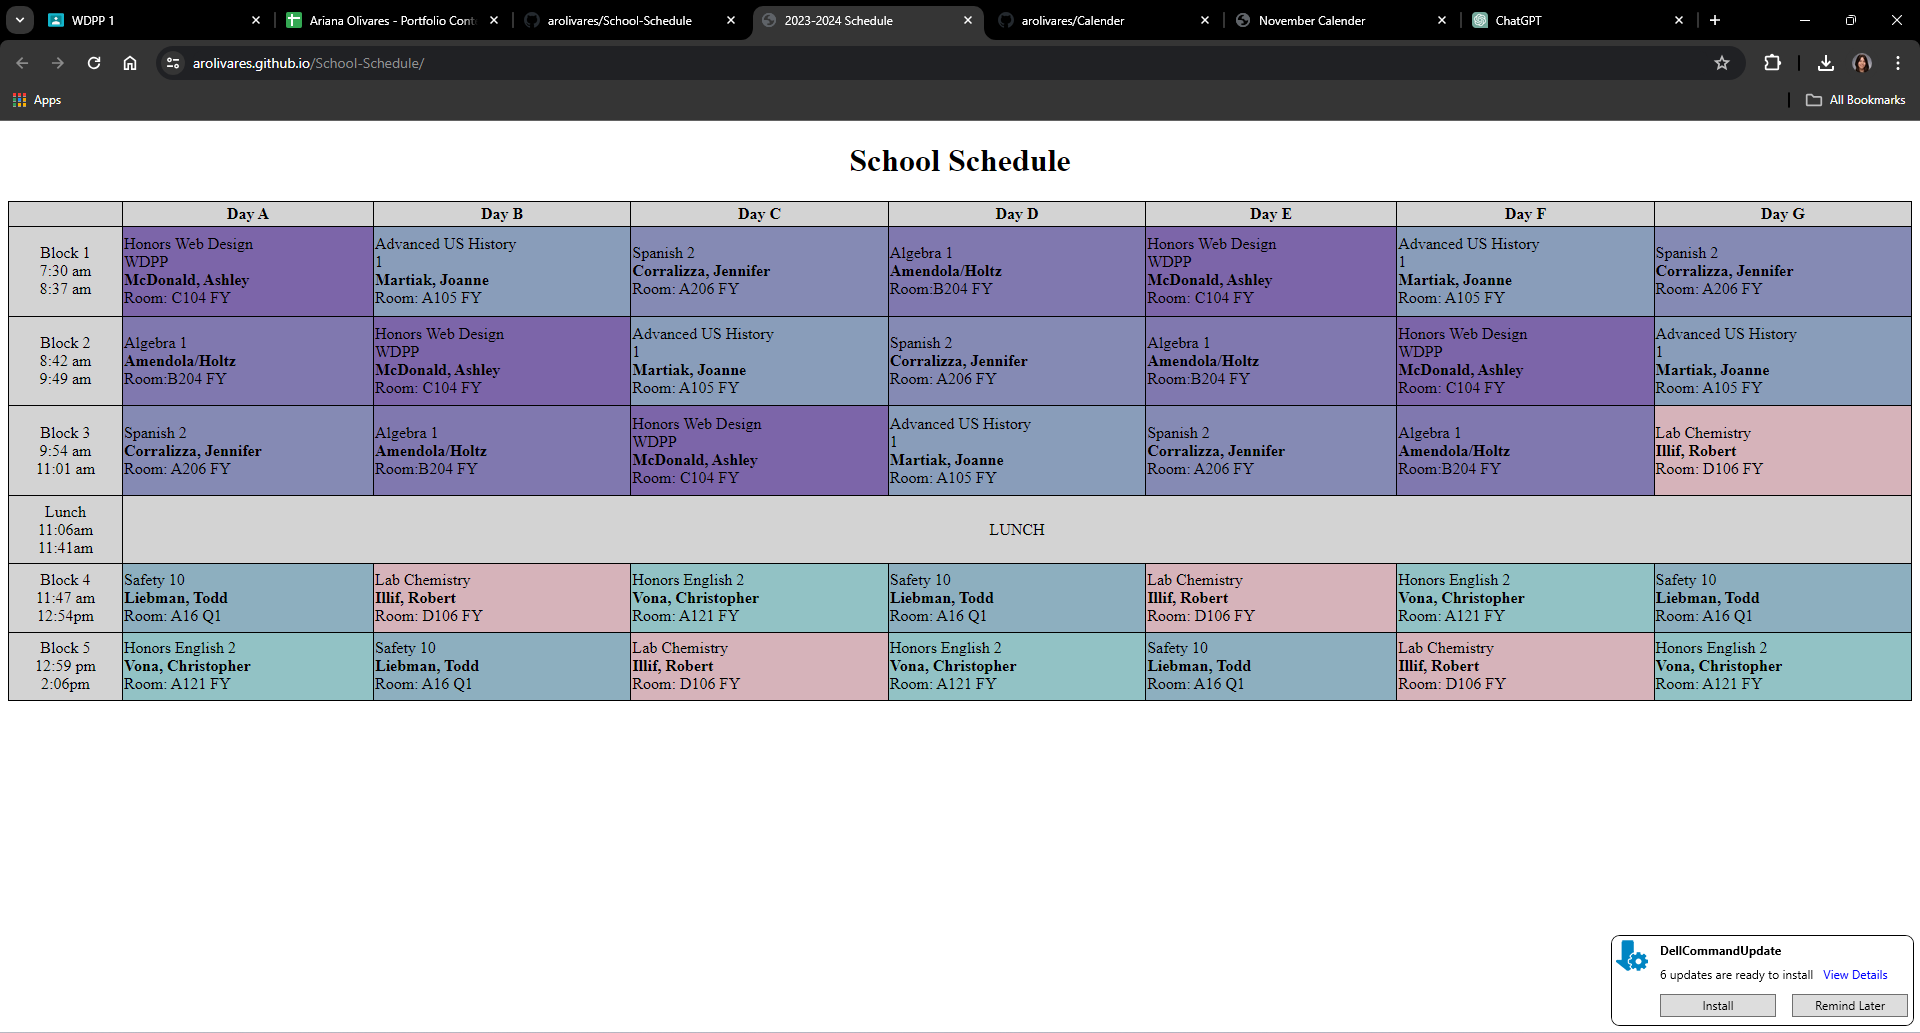 WDPP 1
Ariana Olivares - Portfolio Cont
arolivares/School-Schedule
2023-2024 Schedule
arolivares/Calender
November Calender
ChatGPT
arolivares.github.io/School-Schedule/
Apps
All Bookmarks
School Schedule
Day A
Day B
Day C
Day D
Day E
Day F
Day G
Block 1
7:30 am
8:37 am
Honors Web Design
WDPP
McDonald, Ashley
Room: C104 FY
Advanced US History
1
Martiak, Joanne
Room: A105 FY
Spanish 2
Corralizza, Jennifer
Room: A206 FY
Algebra 1
Amendola/Holtz
Room:B204 FY
Honors Web Design
WDPP
McDonald, Ashley
Room: C104 FY
Advanced US History
1
Martiak, Joanne
Room: A105 FY
Spanish 2
Corralizza, Jennifer
Room: A206 FY
Block 2
8:42 am
9:49 am
Algebra 1
Amendola/Holtz
Room:B204 FY
Honors Web Design
WDPP
McDonald, Ashley
Room: C104 FY
Advanced US History
1
Martiak, Joanne
Room: A105 FY
Spanish 2
Corralizza, Jennifer
Room: A206 FY
Algebra 1
Amendola/Holtz
Room:B204 FY
Honors Web Design
WDPP
McDonald, Ashley
Room: C104 FY
Advanced US History
1
Martiak, Joanne
Room: A105 FY
Block 3
9:54 am
11:01 am
Spanish 2
Corralizza, Jennifer
Room: A206 FY
Algebra 1
Amendola/Holtz
Room:B204 FY
Honors Web Design
WDPP
McDonald, Ashley
Room: C104 FY
Advanced US History
1
Martiak, Joanne
Room: A105 FY
Spanish 2
Corralizza, Jennifer
Room: A206 FY
Algebra 1
Amendola/Holtz
Room:B204 FY
Lab Chemistry
Illif, Robert
Room: D106 FY
Lunch
11:06am
11:41am
LUNCH
Block 4
11:47 am
12:54pm
Safety 10
Liebman, Todd
Room: A16 Q1
Lab Chemistry
Illif, Robert
Room: D106 FY
Honors English 2
Vona, Christopher
Room: A121 FY
Safety 10
Liebman, Todd
Room: A16 Q1
Lab Chemistry
Illif, Robert
Room: D106 FY
Honors English 2
Vona, Christopher
Room: A121 FY
Safety 10
Liebman, Todd
Room: A16 Q1
Block 5
12:59 pm
2:06pm
Honors English 2
Vona, Christopher
Room: A121 FY
Safety 10
Liebman, Todd
Room: A16 Q1
Lab Chemistry
Illif, Robert
Room: D106 FY
Honors English 2
Vona, Christopher
Room: A121 FY
Safety 10
Liebman, Todd
Room: A16 Q1
Lab Chemistry
Illif, Robert
Room: D106 FY
Honors English 2
Vona, Christopher
Room: A121 FY
DellCommandUpdate
6 updates are ready to install View Details
Install
Remind Later